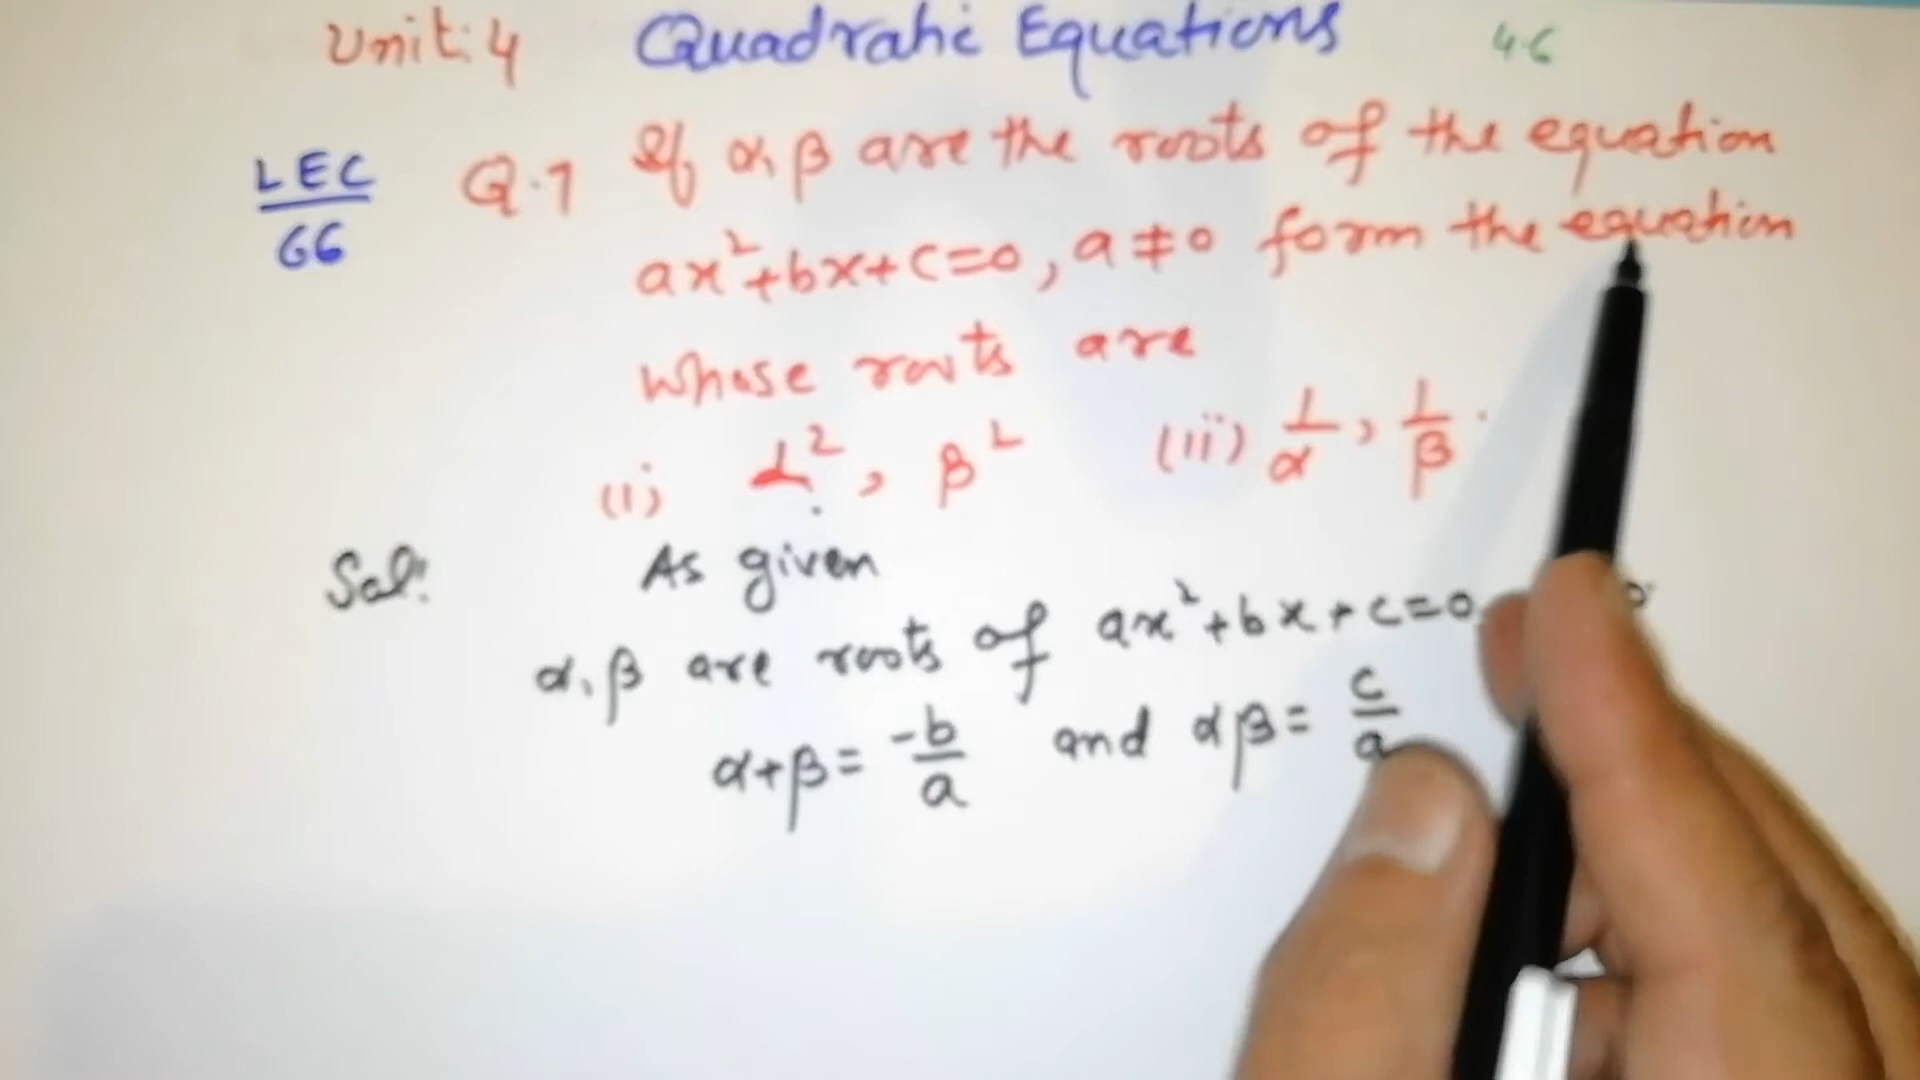 Unit: 4 Quadratic Equations 4.6
LEC
66
Q.7 If α, β are the roots of the equation
ax²+bx+c=0, a≠0 form the equation
whose roots are
(i) α², β² (ii) 1/α, 1/β.
Sol: As given
α, β are roots of ax²+bx+c=0
α+β = -b/a and αβ = c/a